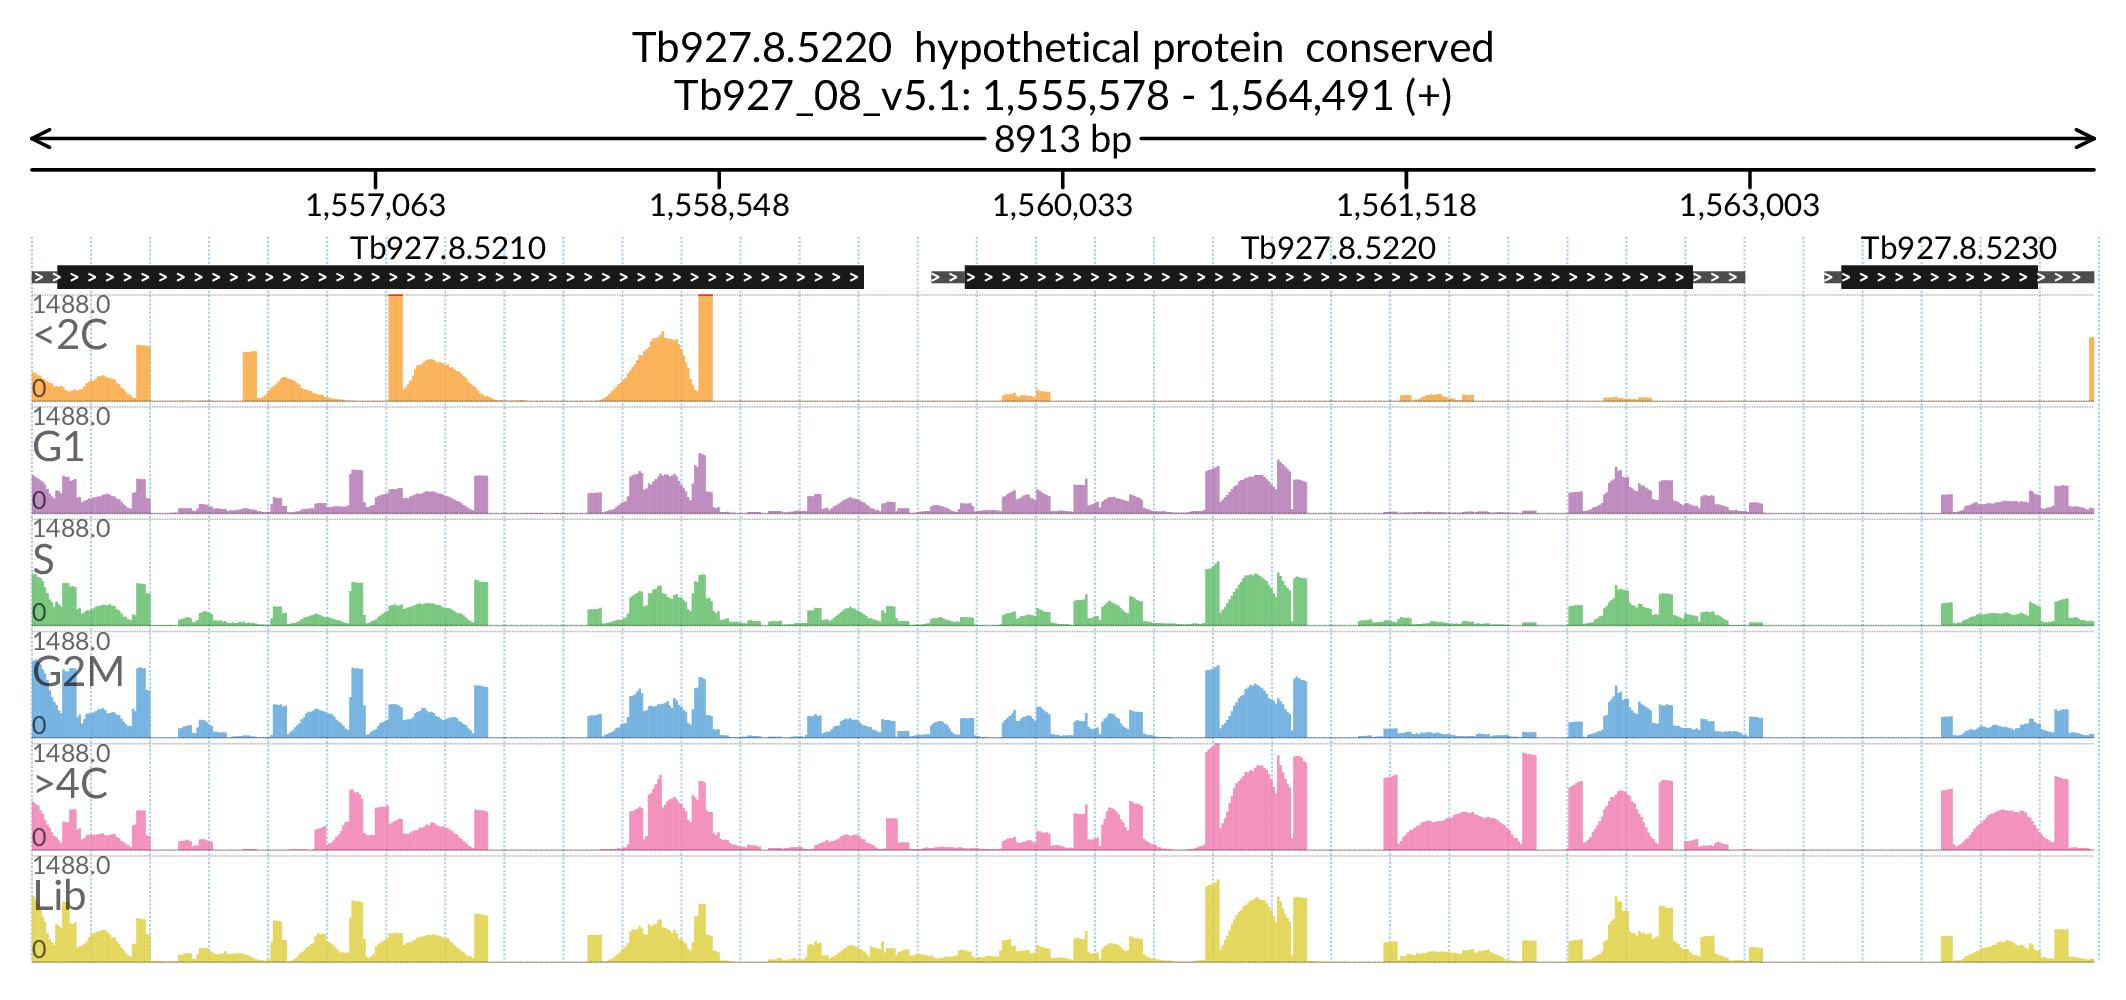 Tb927.8.5220  hypothetical protein  conserved
Tb927_08_v5.1: 1,555,578 - 1,564,491 (+)
8913 bp
1,557,063 1,558,548 1,560,033 1,561,518 1,563,003
Tb927.8.5210 Tb927.8.5220 Tb927.8.5230
1488.0
<2C
0
1488.0
G1
0
1488.0
S
0
1488.0
G2M
0
1488.0
>4C
0
1488.0
Lib
0